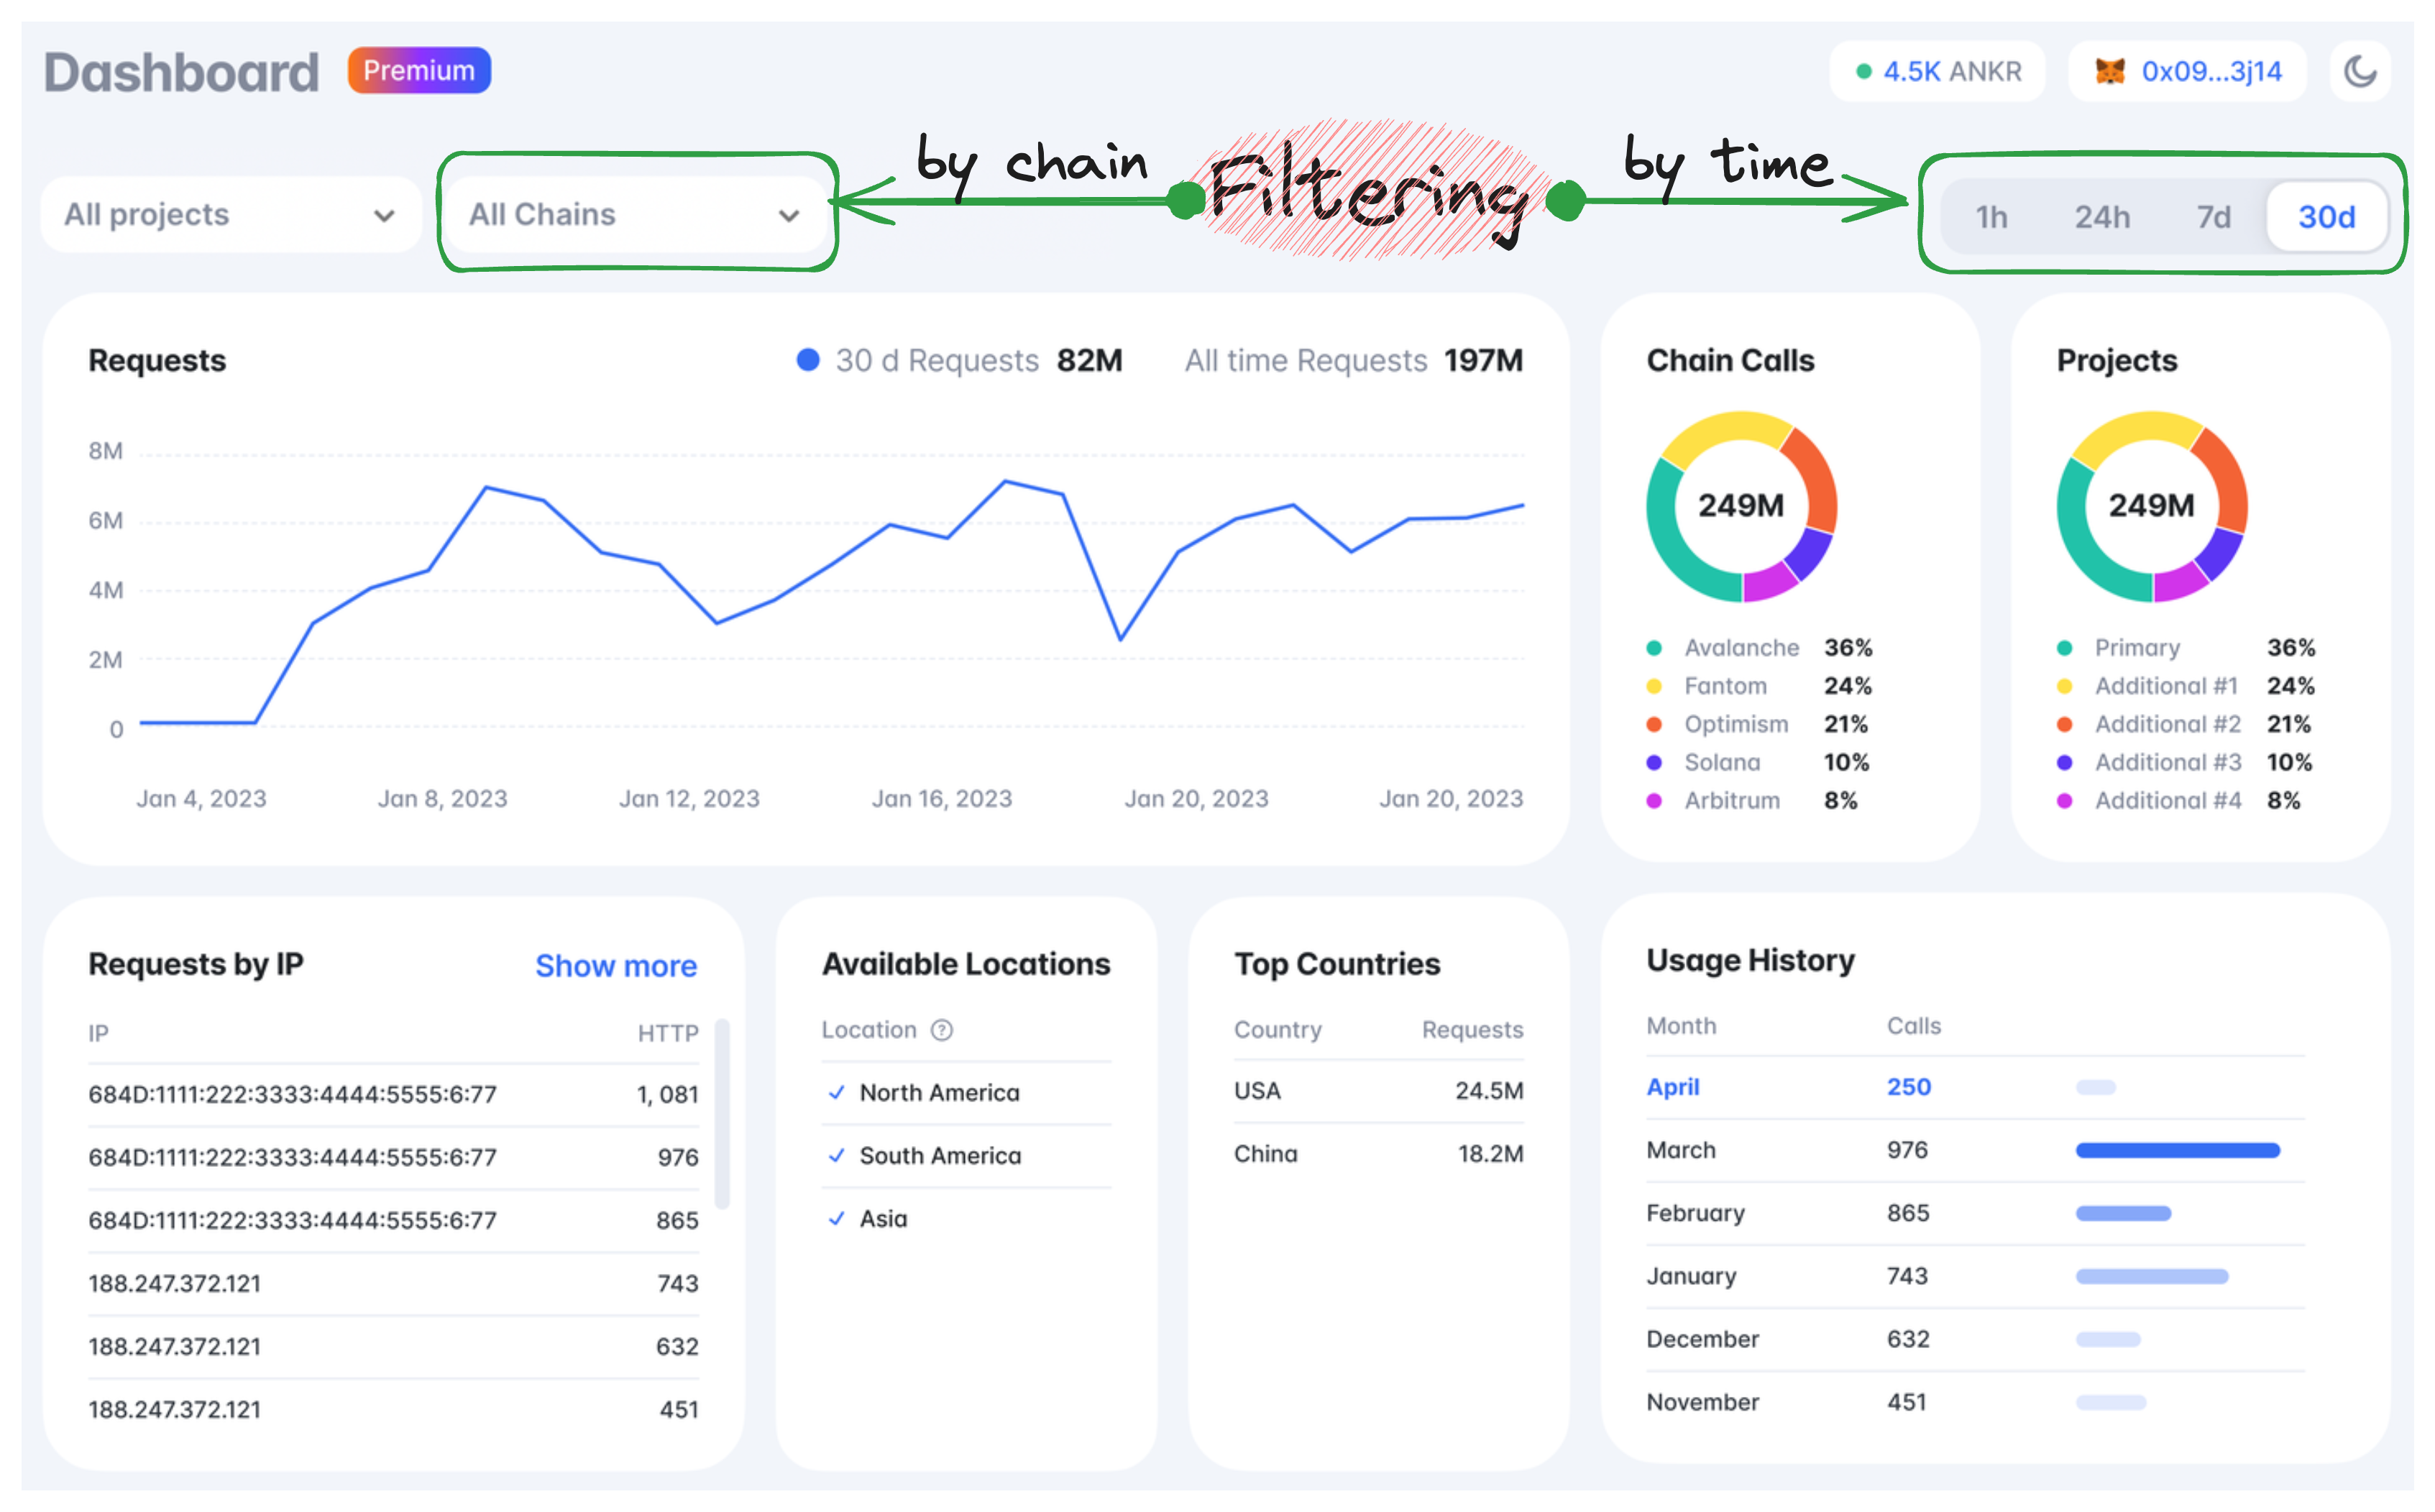 Dashboard Premium 4.5K ANKR 0x09...3j14
by chain Filtering by time
All projects All Chains 1h 24h 7d 30d
Requests 30 d Requests 82M All time Requests 197M
8M
6M
4M
2M
0
Jan 4, 2023 Jan 8, 2023 Jan 12, 2023 Jan 16, 2023 Jan 20, 2023 Jan 20, 2023
Chain Calls
249M
Avalanche 36%
Fantom 24%
Optimism 21%
Solana 10%
Arbitrum 8%
Projects
249M
Primary 36%
Additional #1 24%
Additional #2 21%
Additional #3 10%
Additional #4 8%
Requests by IP Show more
IP HTTP
684D:1111:222:3333:4444:5555:6:77 1, 081
684D:1111:222:3333:4444:5555:6:77 976
684D:1111:222:3333:4444:5555:6:77 865
188.247.372.121 743
188.247.372.121 632
188.247.372.121 451
Available Locations
Location ?
North America
South America
Asia
Top Countries
Country Requests
USA 24.5M
China 18.2M
Usage History
Month Calls
April 250
March 976
February 865
January 743
December 632
November 451